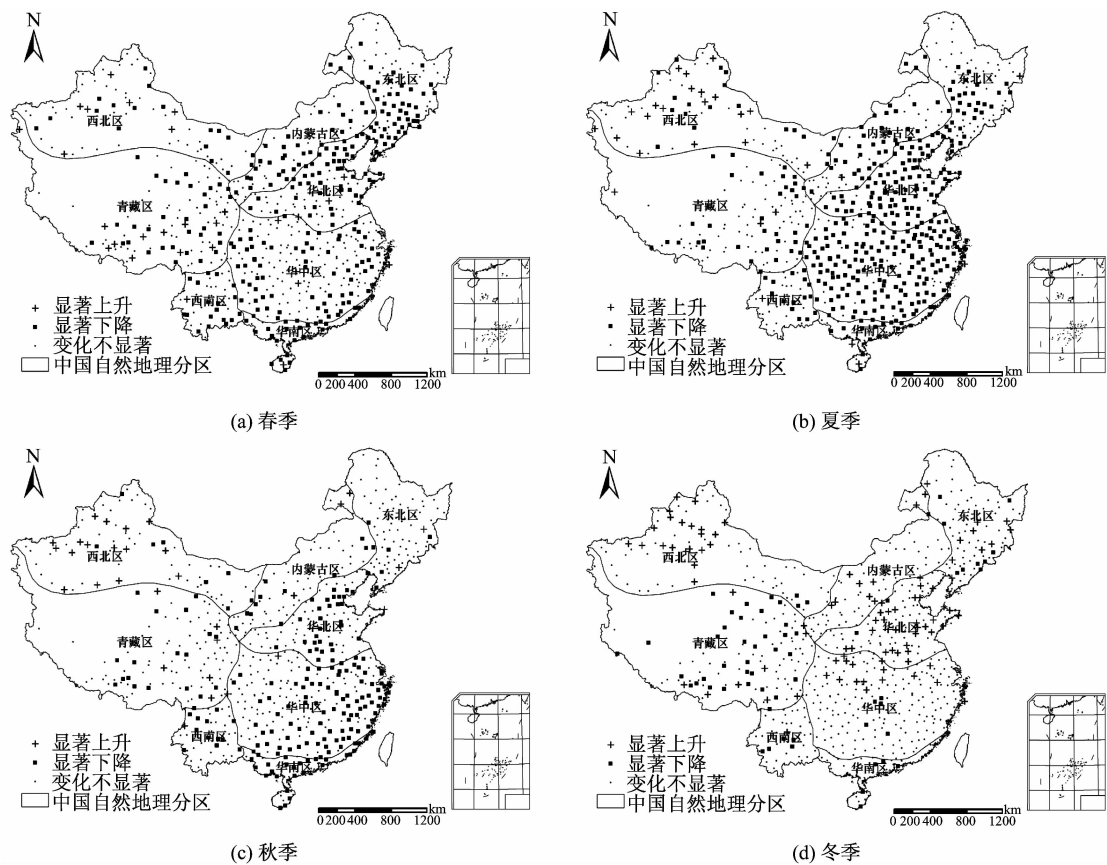 N
东北区
西北区
内蒙古区
华北区
青藏区
华中区
西南区
华南区
显著上升
显著下降
变化不显著
中国自然地理分区
km
0 200 400 800 1200
(a) 春季
N
东北区
西北区
内蒙古区
华北区
青藏区
华中区
西南区
华南区
显著上升
显著下降
变化不显著
中国自然地理分区
km
0 200 400 800 1200
(b) 夏季
N
东北区
西北区
内蒙古区
华北区
青藏区
华中区
西南区
华南区
显著上升
显著下降
变化不显著
中国自然地理分区
km
0 200 400 800 1200
(c) 秋季
N
东北区
西北区
内蒙古区
华北区
青藏区
华中区
西南区
华南区
显著上升
显著下降
变化不显著
中国自然地理分区
km
0 200 400 800 1200
(d) 冬季